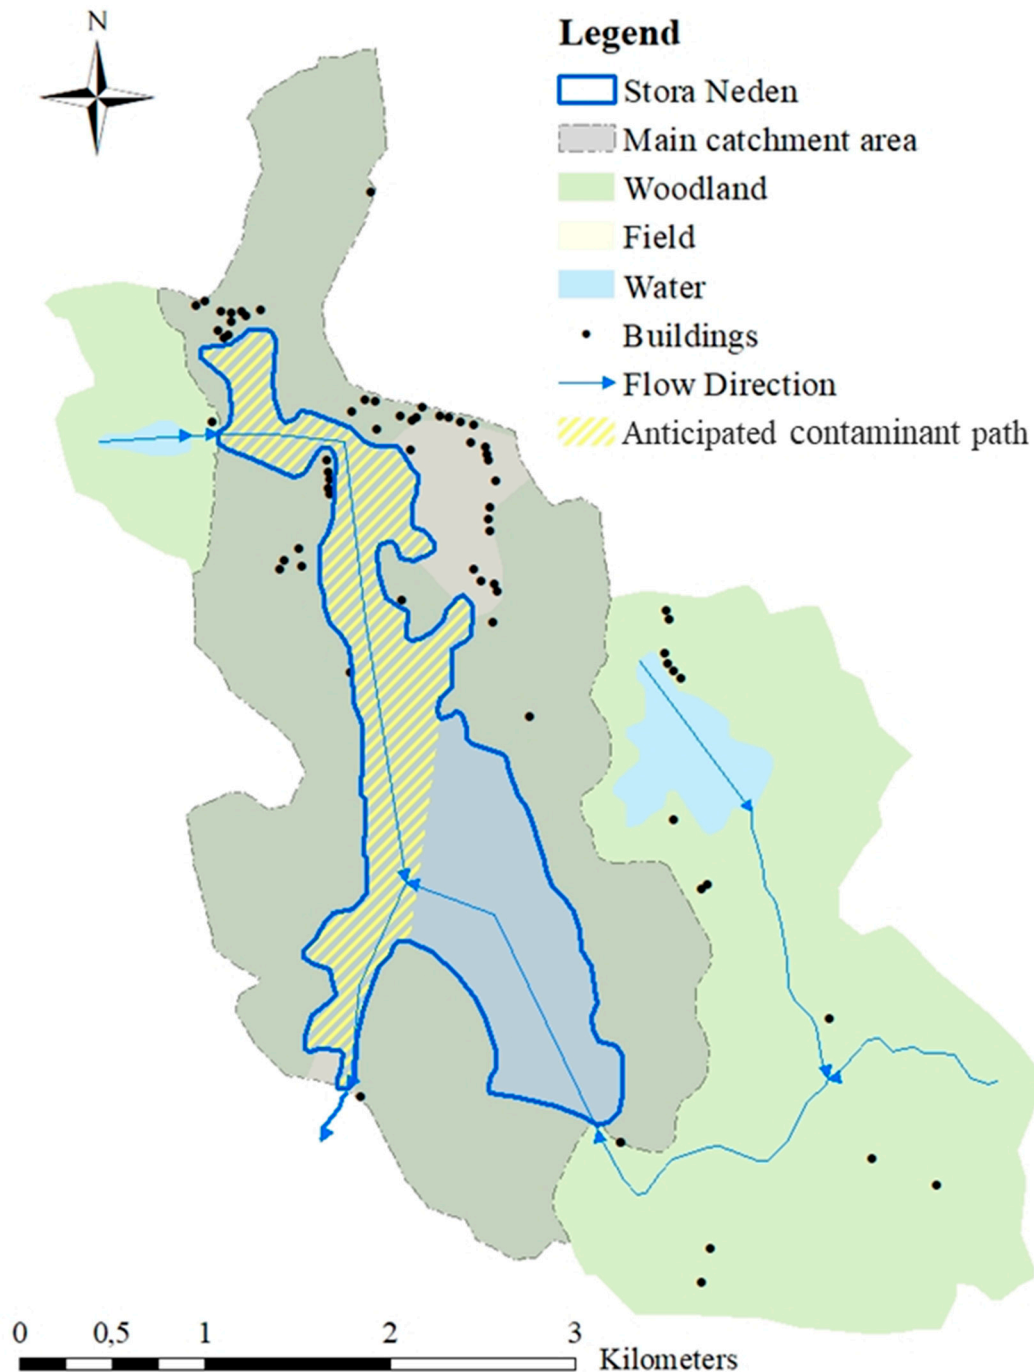 N
Legend
Stora Neden
Main catchment area
Woodland
Field
Water
Buildings
Flow Direction
Anticipated contaminant path
0 0,5 1 2 3
Kilometers